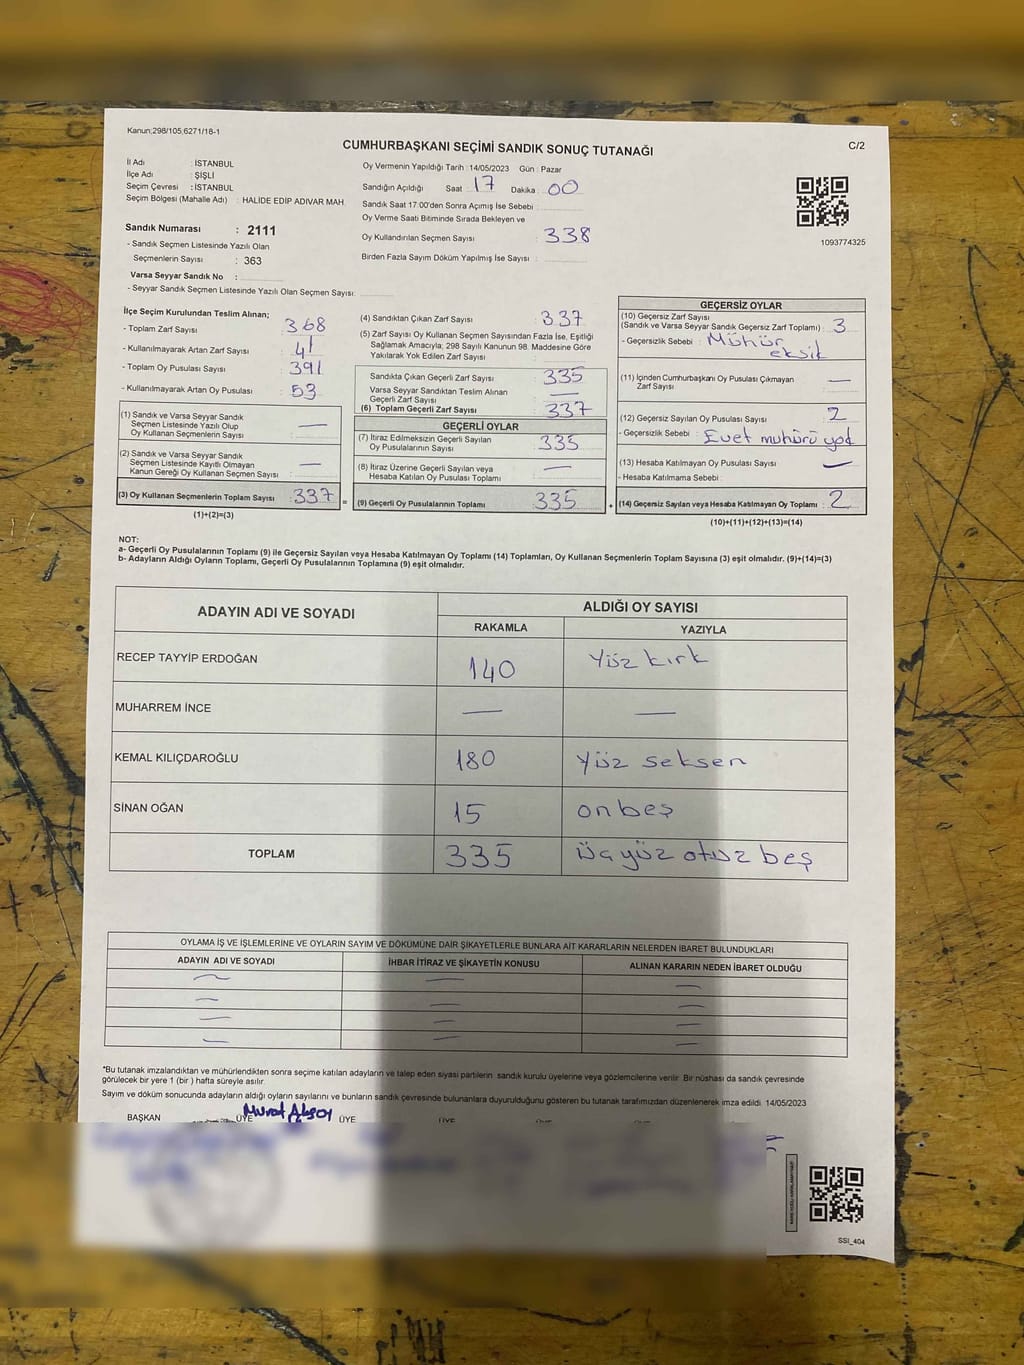 Kanun;298/105,6271/18-1
CUMHURBAŞKANI SEÇİMİ SANDIK SONUÇ TUTANAĞI
C/2
İl Adı : İSTANBUL
İlçe Adı : ŞİŞLİ
Seçim Çevresi : İSTANBUL
Seçim Bölgesi (Mahalle Adı) : HALİDE EDİP ADIVAR MAH.
Sandık Numarası : 2111
- Sandık Seçmen Listesinde Yazılı Olan
Seçmenlerin Sayısı : 363
Varsa Seyyar Sandık No :
- Seyyar Sandık Seçmen Listesinde Yazılı Olan Seçmen Sayısı:
Oy Vermenin Yapıldığı Tarih : 14/05/2023 Gün : Pazar
Sandığın Açıldığı Saat : 17 Dakika : 00
Sandık Saat 17:00'den Sonra Açımış İse Sebebi :
Oy Verme Saati Bitiminde Sırada Bekleyen ve
Oy Kullandırılan Seçmen Sayısı : 338
Birden Fazla Sayım Döküm Yapılmış İse Sayısı :
1093774325
İlçe Seçim Kurulundan Teslim Alınan;
- Toplam Zarf Sayısı : 368
- Kullanılmayarak Artan Zarf Sayısı : 41
- Toplam Oy Pusulası Sayısı : 391
- Kullanılmayarak Artan Oy Pusulası : 53
(1) Sandık ve Varsa Seyyar Sandık
Seçmen Listesinde Yazılı Olup
Oy Kullanan Seçmenlerin Sayısı : —
(2) Sandık ve Varsa Seyyar Sandık
Seçmen Listesinde Kayıtlı Olmayan
Kanun Gereği Oy Kullanan Seçmen Sayısı : —
(3) Oy Kullanan Seçmenlerin Toplam Sayısı : 337 =
(1)+(2)=(3)
(4) Sandıktan Çıkan Zarf Sayısı : 337
(5) Zarf Sayısı Oy Kullanan Seçmen Sayısından Fazla İse, Eşitliği
Sağlamak Amacıyla; 298 Sayılı Kanunun 98. Maddesine Göre
Yakılarak Yok Edilen Zarf Sayısı :
Sandıkta Çıkan Geçerli Zarf Sayısı : 335
Varsa Seyyar Sandıktan Teslim Alınan
Geçerli Zarf Sayısı : —
(6) Toplam Geçerli Zarf Sayısı : 337
GEÇERLİ OYLAR
(7) İtiraz Edilmeksizin Geçerli Sayılan
Oy Pusulalarının Sayısı : 335
(8) İtiraz Üzerine Geçerli Sayılan veya
Hesaba Katılan Oy Pusulası Toplamı : —
(9) Geçerli Oy Pusulalarının Toplamı : 335 +
GEÇERSİZ OYLAR
(10) Geçersiz Zarf Sayısı
(Sandık ve Varsa Seyyar Sandık Geçersiz Zarf Toplamı) : 3
- Geçersizlik Sebebi : Mühür
eksik
(11) İçinden Cumhurbaşkanı Oy Pusulası Çıkmayan
Zarf Sayısı : —
(12) Geçersiz Sayılan Oy Pusulası Sayısı : 2
- Geçersizlik Sebebi : Evet mühürü yok
(13) Hesaba Katılmayan Oy Pusulası Sayısı : —
- Hesaba Katılmama Sebebi :
(14) Geçersiz Sayılan veya Hesaba Katılmayan Oy Toplamı : 2
(10)+(11)+(12)+(13)=(14)
NOT:
a- Geçerli Oy Pusulalarının Toplamı (9) ile Geçersiz Sayılan veya Hesaba Katılmayan Oy Toplamı (14) Toplamları, Oy Kullanan Seçmenlerin Toplam Sayısına (3) eşit olmalıdır. (9)+(14)=(3)
b- Adayların Aldığı Oyların Toplamı, Geçerli Oy Pusulalarının Toplamına (9) eşit olmalıdır.
ADAYIN ADI VE SOYADI
ALDIĞI OY SAYISI
RAKAMLA YAZIYLA
RECEP TAYYİP ERDOĞAN 140 Yüz kırk
MUHARREM İNCE — —
KEMAL KILIÇDAROĞLU 180 Yüz seksen
SİNAN OĞAN 15 on beş
TOPLAM 335 Üç yüz otuz beş
OYLAMA İŞ VE İŞLEMLERİNE VE OYLARIN SAYIM VE DÖKÜMÜNE DAİR ŞİKAYETLERLE BUNLARA AİT KARARLARIN NELERDEN İBARET BULUNDUKLARI
ADAYIN ADI VE SOYADI İHBAR İTİRAZ VE ŞİKAYETİN KONUSU ALINAN KARARIN NEDEN İBARET OLDUĞU
*Bu tutanak imzalandıktan ve mühürlendikten sonra seçime katılan adayların ve talep eden siyasi partilerin sandık kurulu üyelerine veya gözlemcilerine verilir. Bir nüshası da sandık çevresinde
görülecek bir yere 1 (bir) hafta süreyle asılır.
Sayım ve döküm sonucunda adayların aldığı oyların sayılarını ve bunların sandık çevresinde bulunanlara duyurulduğunu gösteren bu tutanak tarafımızdan düzenlenerek imza edildi. 14/05/2023
BAŞKAN ÜYE Murat Aksoy ÜYE ÜYE
SSI_404